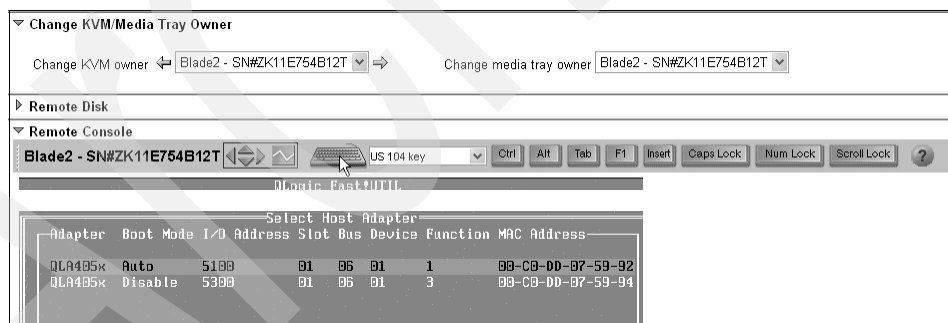 Change KVM/Media Tray Owner
Change KVM owner Blade2 - SN#ZK11E754B12T Change media tray owner Blade2 - SN#ZK11E754B12T
Remote Disk
Remote Console
Blade2 - SN#ZK11E754B12T US 104 key Ctrl Alt Tab F1 Insert Caps Lock Num Lock Scroll Lock ?
QLogic Fast!UTIL
Select Host Adapter
Adapter Boot Mode I/O Address Slot Bus Device Function MAC Address
QLA405x Auto 5100 01 06 01 1 00-C0-DD-07-59-92
QLA405x Disable 5300 01 06 01 3 00-C0-DD-07-59-94